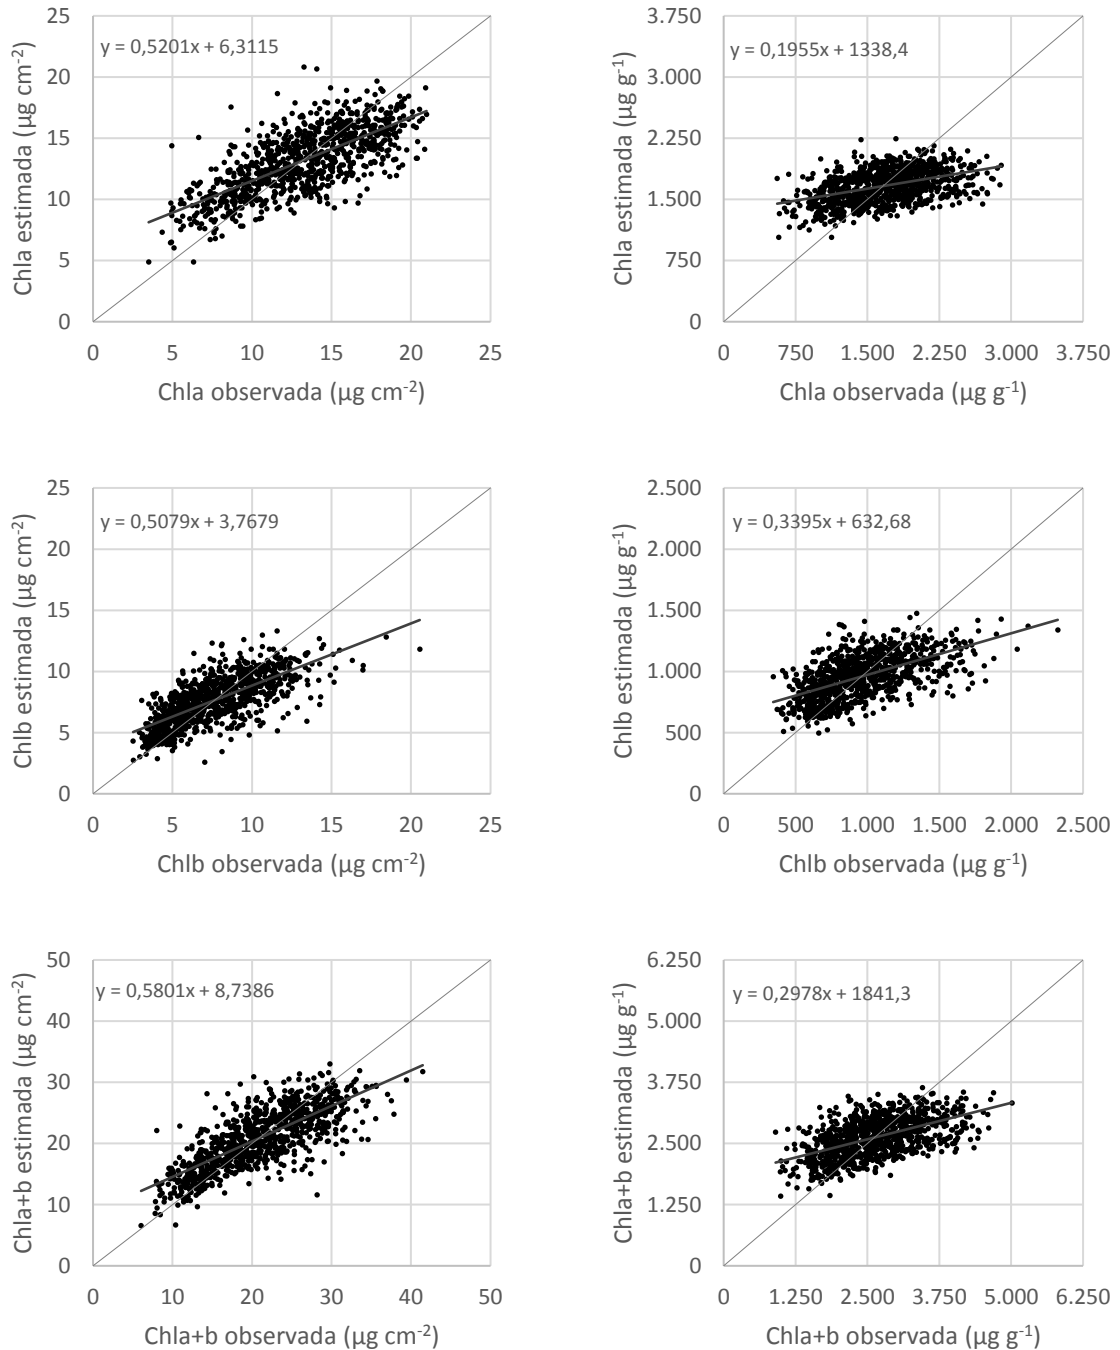 y = 0,5201x + 6,3115
Chla estimada (µg cm-2)
25
20
15
10
5
0
0 5 10 15 20 25
Chla observada (µg cm-2)
y = 0,1955x + 1338,4
Chla estimada (µg g-1)
3.750
3.000
2.250
1.500
750
0
0 750 1.500 2.250 3.000 3.750
Chla observada (µg g-1)
y = 0,5079x + 3,7679
Chlb estimada (µg cm-2)
25
20
15
10
5
0
0 5 10 15 20 25
Chlb observada (µg cm-2)
y = 0,3395x + 632,68
Chlb estimada (µg g-1)
2.500
2.000
1.500
1.000
500
0
0 500 1.000 1.500 2.000 2.500
Chlb observada (µg g-1)
y = 0,5801x + 8,7386
Chla+b estimada (µg cm-2)
50
40
30
20
10
0
0 10 20 30 40 50
Chla+b observada (µg cm-2)
y = 0,2978x + 1841,3
Chla+b estimada (µg g-1)
6.250
5.000
3.750
2.500
1.250
0
0 1.250 2.500 3.750 5.000 6.250
Chla+b observada (µg g-1)